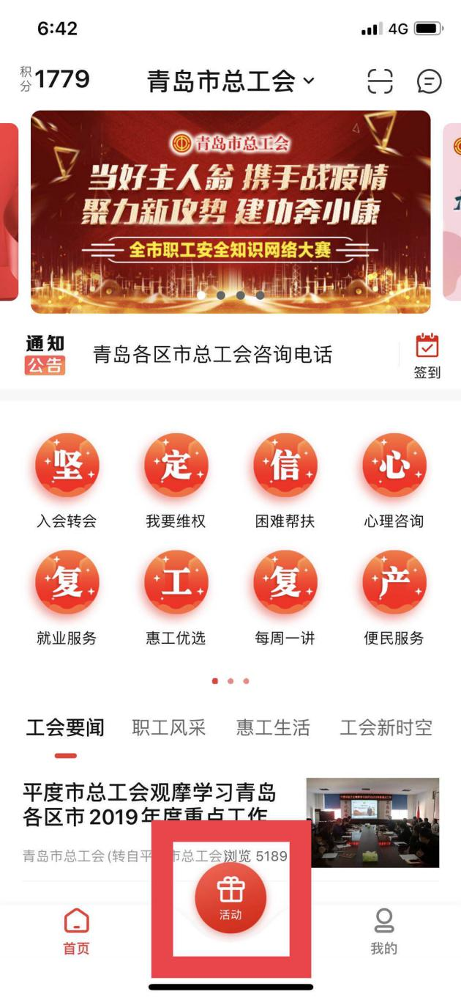 6:42
4G
积分 1779
青岛市总工会
青岛市总工会
当好主人翁 携手战疫情
聚力新攻势 建功奔小康
全市职工安全知识网络大赛
通知
公告
青岛各区市总工会咨询电话
签到
坚 定 信 心
入会转会 我要维权 困难帮扶 心理咨询
复 工 复 产
就业服务 惠工优选 每周一讲 便民服务
工会要闻 职工风采 惠工生活 工会新时空
平度市总工会观摩学习青岛
各区市2019年度重点工作
青岛市总工会(转自平 市总工会浏览 5189
活动
首页
我的